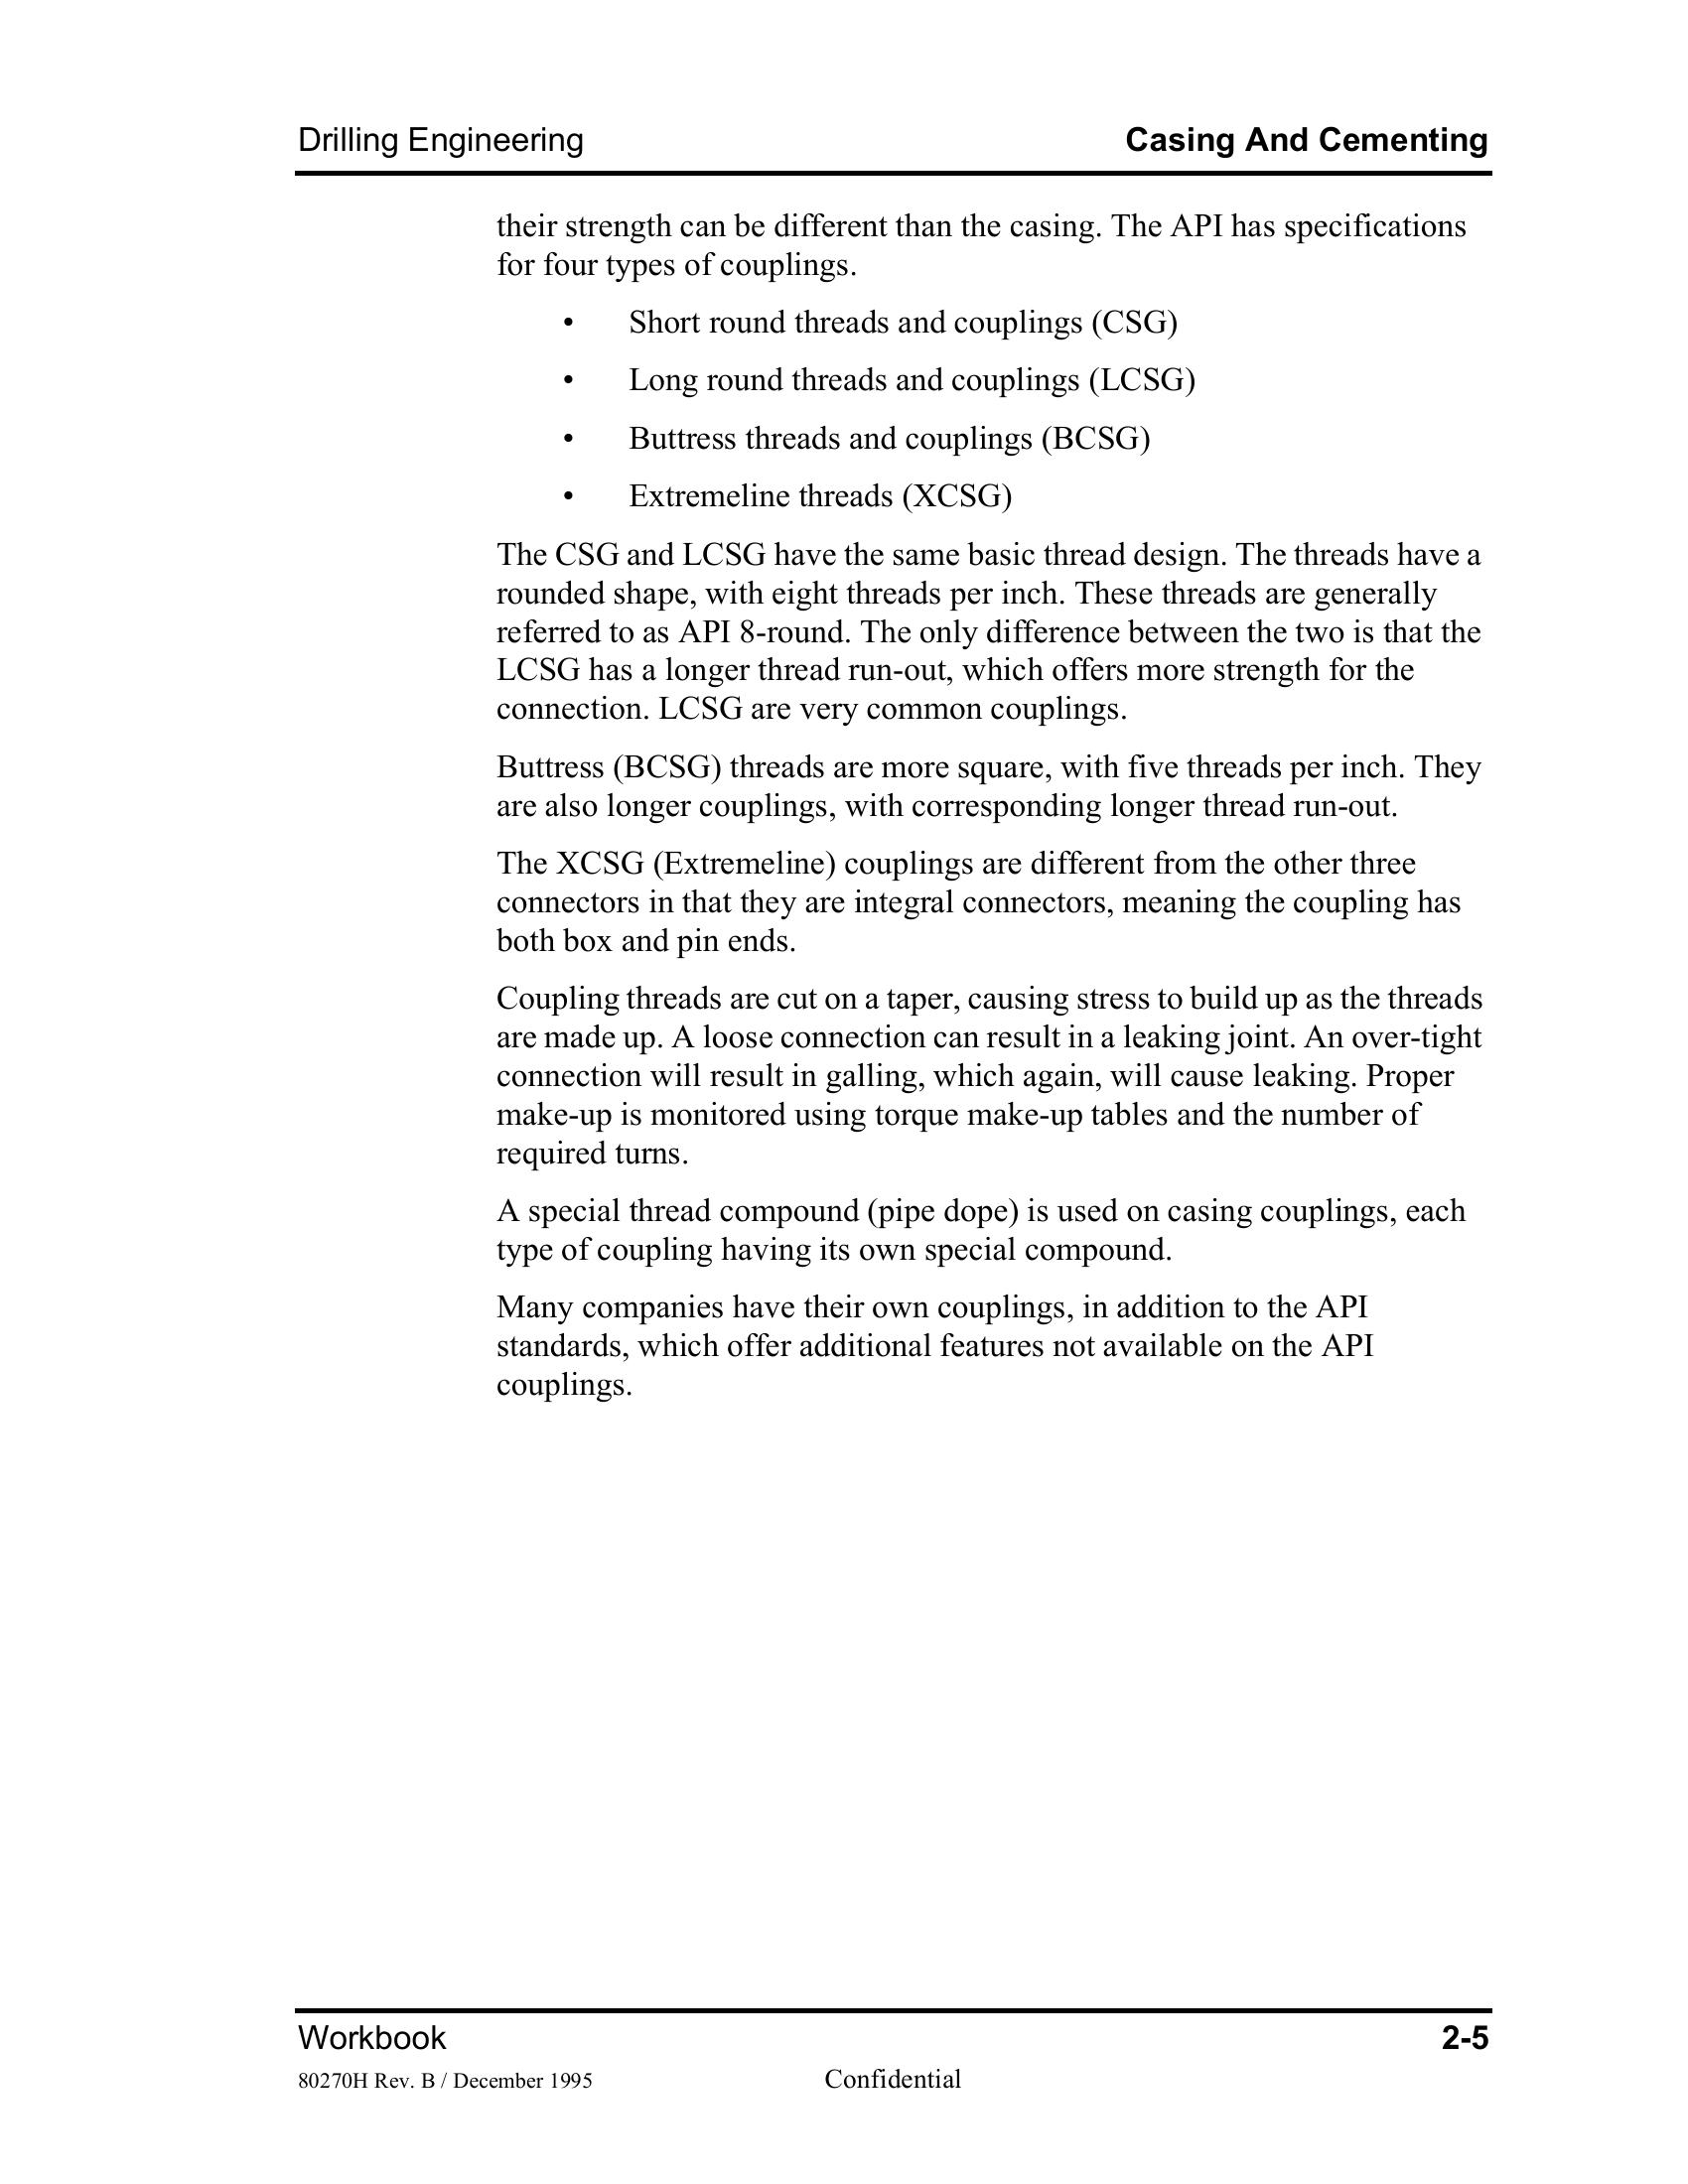 Drilling Engineering Casing And Cementing
their strength can be different than the casing. The API has specifications
for four types of couplings.
• Short round threads and couplings (CSG)
• Long round threads and couplings (LCSG)
• Buttress threads and couplings (BCSG)
• Extremeline threads (XCSG)
The CSG and LCSG have the same basic thread design. The threads have a
rounded shape, with eight threads per inch. These threads are generally
referred to as API 8-round. The only difference between the two is that the
LCSG has a longer thread run-out, which offers more strength for the
connection. LCSG are very common couplings.
Buttress (BCSG) threads are more square, with five threads per inch. They
are also longer couplings, with corresponding longer thread run-out.
The XCSG (Extremeline) couplings are different from the other three
connectors in that they are integral connectors, meaning the coupling has
both box and pin ends.
Coupling threads are cut on a taper, causing stress to build up as the threads
are made up. A loose connection can result in a leaking joint. An over-tight
connection will result in galling, which again, will cause leaking. Proper
make-up is monitored using torque make-up tables and the number of
required turns.
A special thread compound (pipe dope) is used on casing couplings, each
type of coupling having its own special compound.
Many companies have their own couplings, in addition to the API
standards, which offer additional features not available on the API
couplings.
Workbook 2-5
80270H Rev. B / December 1995 Confidential